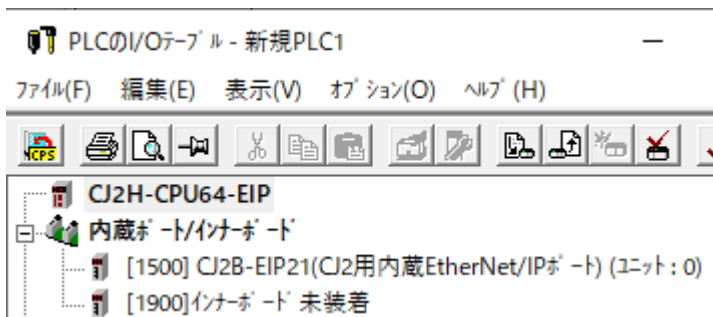 PLCのI/Oﾃｰﾌﾞﾙ - 新規PLC1
ﾌｧｲﾙ(F) 編集(E) 表示(V) ｵﾌﾟｼｮﾝ(O) ﾍﾙﾌﾟ(H)
CPS
CJ2H-CPU64-EIP
内蔵ﾎﾟｰﾄ/ｲﾝﾅｰﾎﾞｰﾄﾞ
[1500] CJ2B-EIP21(CJ2用内蔵EtherNet/IPﾎﾟｰﾄ) (ﾕﾆｯﾄ : 0)
[1900]ｲﾝﾅｰﾎﾞｰﾄﾞ未装着